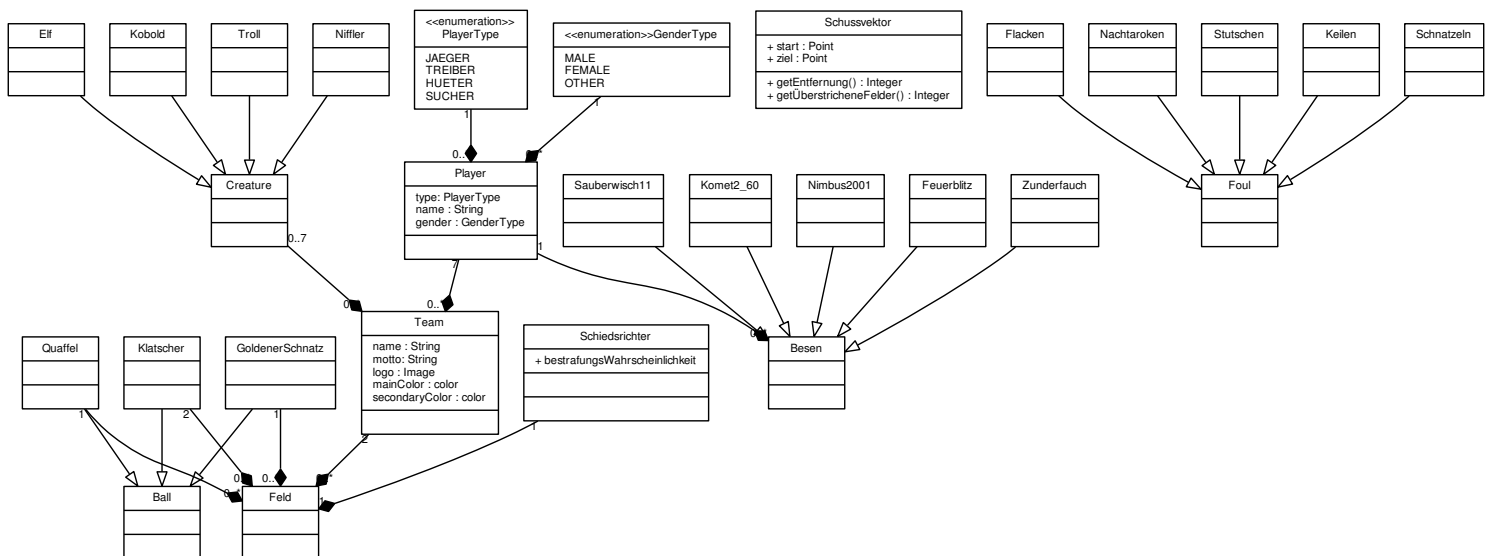 Elf
Kobold
Troll
Niffler
<<enumeration>>
PlayerType
JAEGER
TREIBER
HUETER
SUCHER
<<enumeration>>GenderType
MALE
FEMALE
OTHER
Schussvektor
+ start : Point
+ ziel : Point
+ getEntfernung() : Integer
+ getÜberstricheneFelder() : Integer
Flacken
Nachtaroken
Stutschen
Keilen
Schnatzeln
1
1
0..
Creature
Player
type: PlayerType
name : String
gender : GenderType
Sauberwisch11
Komet2_60
Nimbus2001
Feuerblitz
Zunderfauch
Foul
0..7
1
7
0..
Team
name : String
motto: String
logo : Image
mainColor : color
secondaryColor : color
Schiedsrichter
+ bestrafungsWahrscheinlichkeit
Besen
Quaffel
Klatscher
GoldenerSchnatz
1
2
1
2
1
0..
Ball
Feld
1